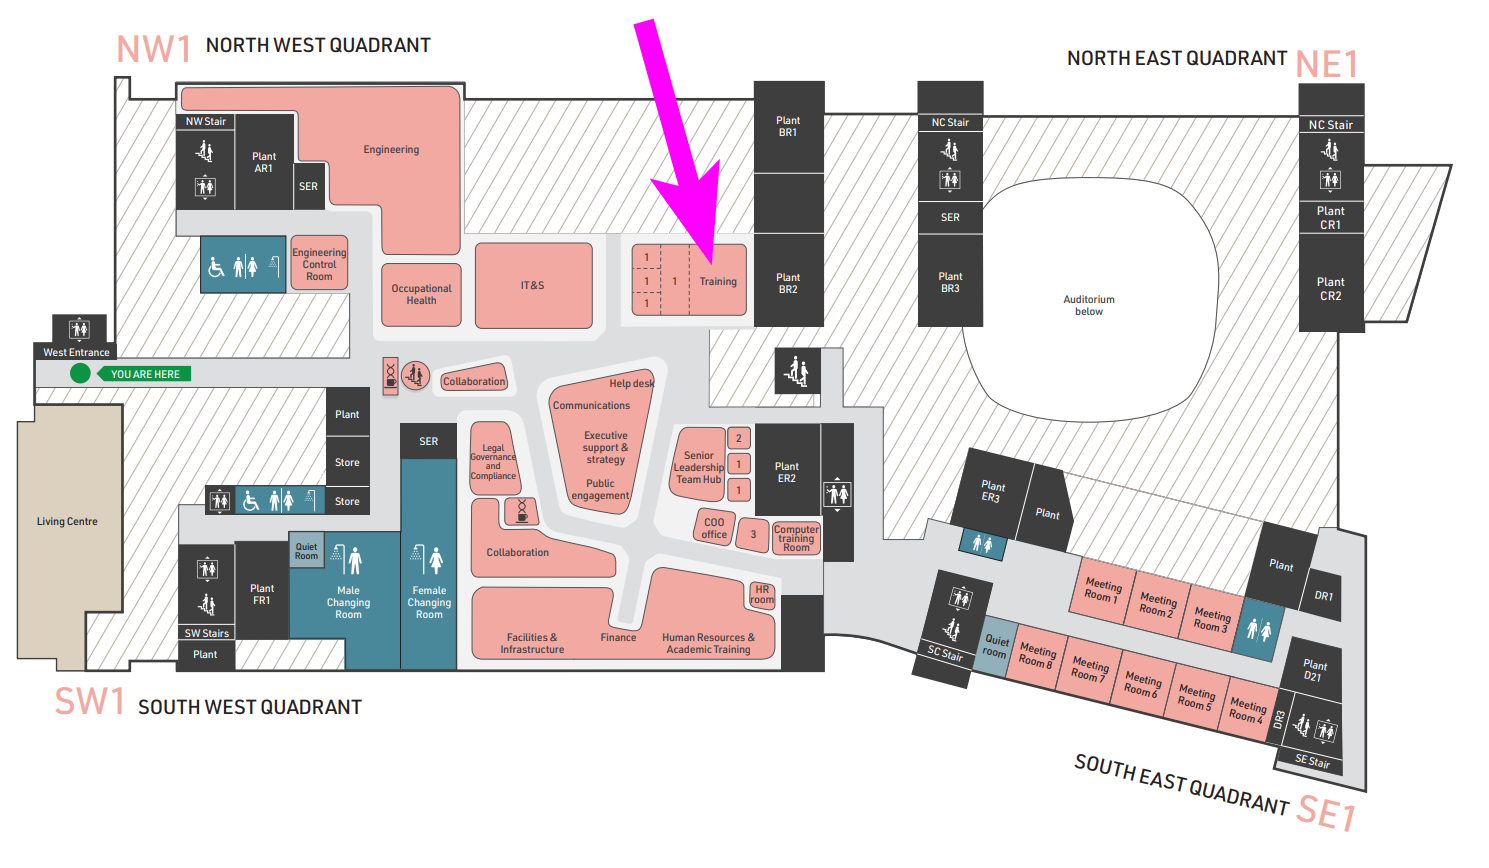 NW1 NORTH WEST QUADRANT
NORTH EAST QUADRANT NE1
NW Stair
Plant
AR1
SER
Engineering
Engineering
Control
Room
Occupational
Health
IT&S
1
1
1
1
Training
Plant
BR1
Plant
BR2
NC Stair
SER
Plant
BR3
Auditorium
below
NC Stair
Plant
CR1
Plant
CR2
West Entrance
YOU ARE HERE
Living Centre
Plant
Store
Store
SER
Collaboration
Help desk
Communications
Executive
support &
strategy
Public
engagement
Legal
Governance
and
Compliance
Collaboration
Senior
Leadership
Team Hub
2
1
1
Plant
ER2
COO
office
3
Computer
training
Room
HR
room
Facilities &
Infrastructure
Finance
Human Resources &
Academic Training
Quiet
Room
Male
Changing
Room
Female
Changing
Room
Plant
FR1
SW Stairs
Plant
Plant
ER3
Plant
Plant
DR1
Meeting
Room 1
Meeting
Room 2
Meeting
Room 3
SC Stair
Quiet
room
Meeting
Room 8
Meeting
Room 7
Meeting
Room 6
Meeting
Room 5
Meeting
Room 4
Plant
D21
DR3
SE Stair
SW1 SOUTH WEST QUADRANT
SOUTH EAST QUADRANT SE1